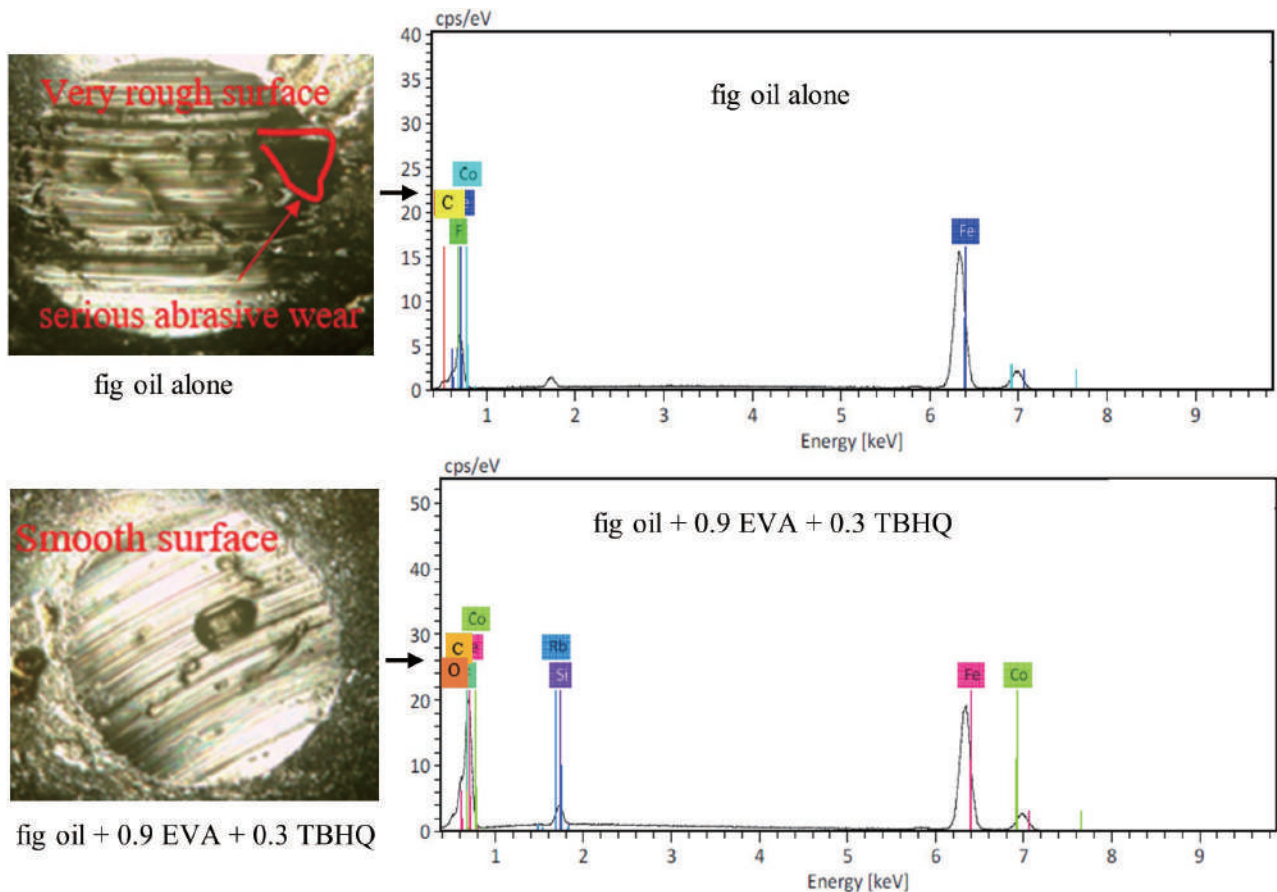 Very rough surface
serious abrasive wear
fig oil alone
cps/eV
40
35
30
25
20
15
10
5
0
fig oil alone
Co
C
F
Fe
1 2 3 4 5 6 7 8 9
Energy [keV]
Smooth surface
fig oil + 0.9 EVA + 0.3 TBHQ
cps/eV
50
40
30
20
10
0
fig oil + 0.9 EVA + 0.3 TBHQ
Co
C e
O
Rb
Si
Fe
Co
1 2 3 4 5 6 7 8 9
Energy [keV]